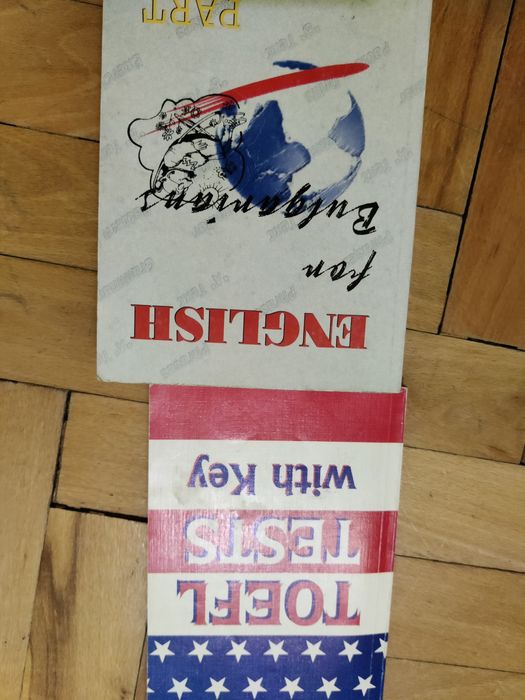 ENGLISH
for
Bulgarians
PART
TOEFL
TESTS
with Key